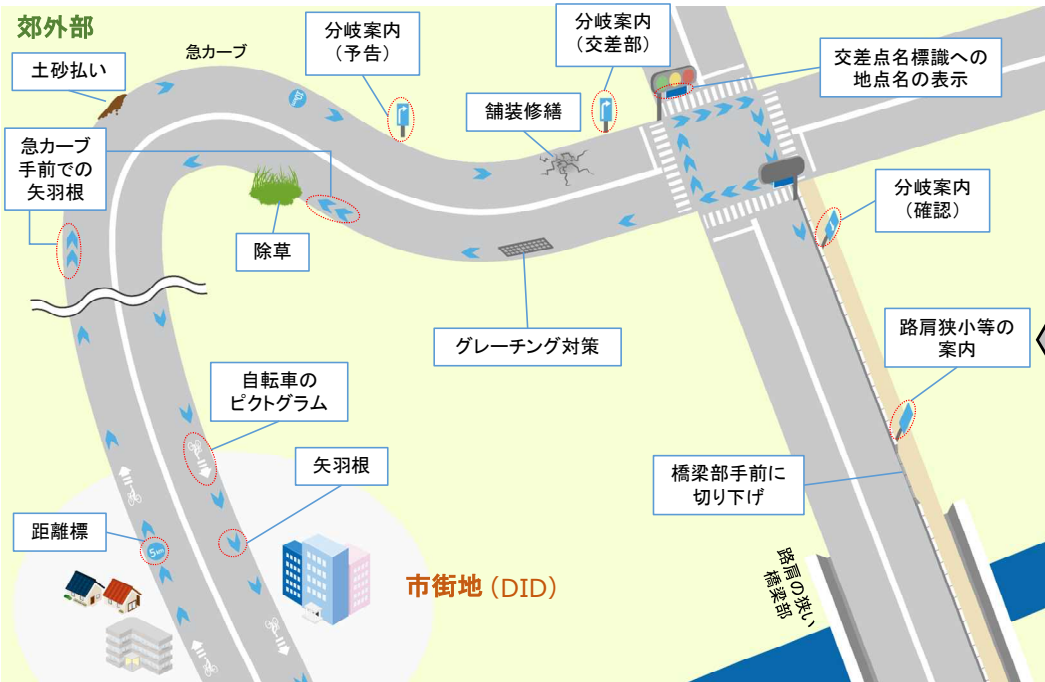 郊外部
土砂払い
急カーブ
分岐案内
(予告)
分岐案内
(交差部)
交差点名標識への
地点名の表示
舗装修繕
急カーブ
手前での
矢羽根
除草
分岐案内
(確認)
グレーチング対策
路肩狭小等の
案内
自転車の
ピクトグラム
矢羽根
橋梁部手前に
切り下げ
距離標
5km
市街地(DID)
路肩の狭い
橋梁部